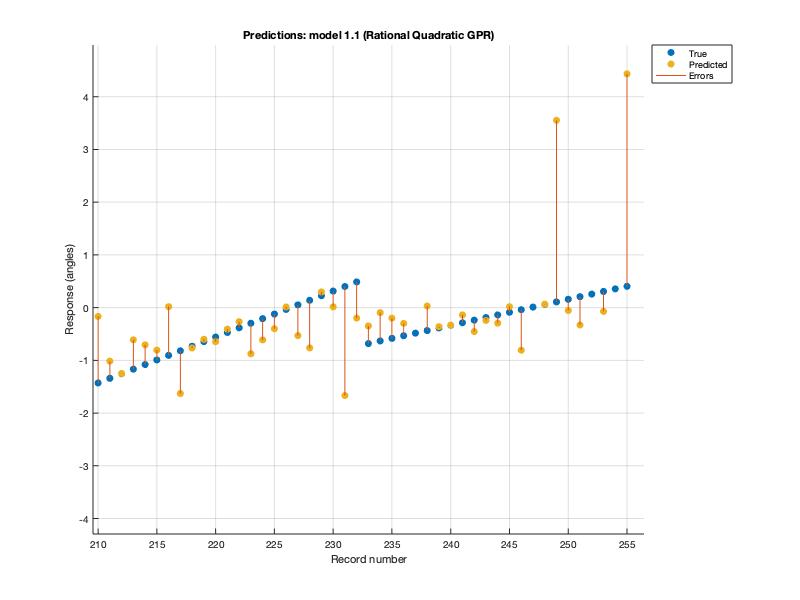 Predictions: model 1.1 (Rational Quadratic GPR)
True
Predicted
Errors
4
3
2
1
0
-1
-2
-3
-4
Response (angles)
210 215 220 225 230 235 240 245 250 255
Record number